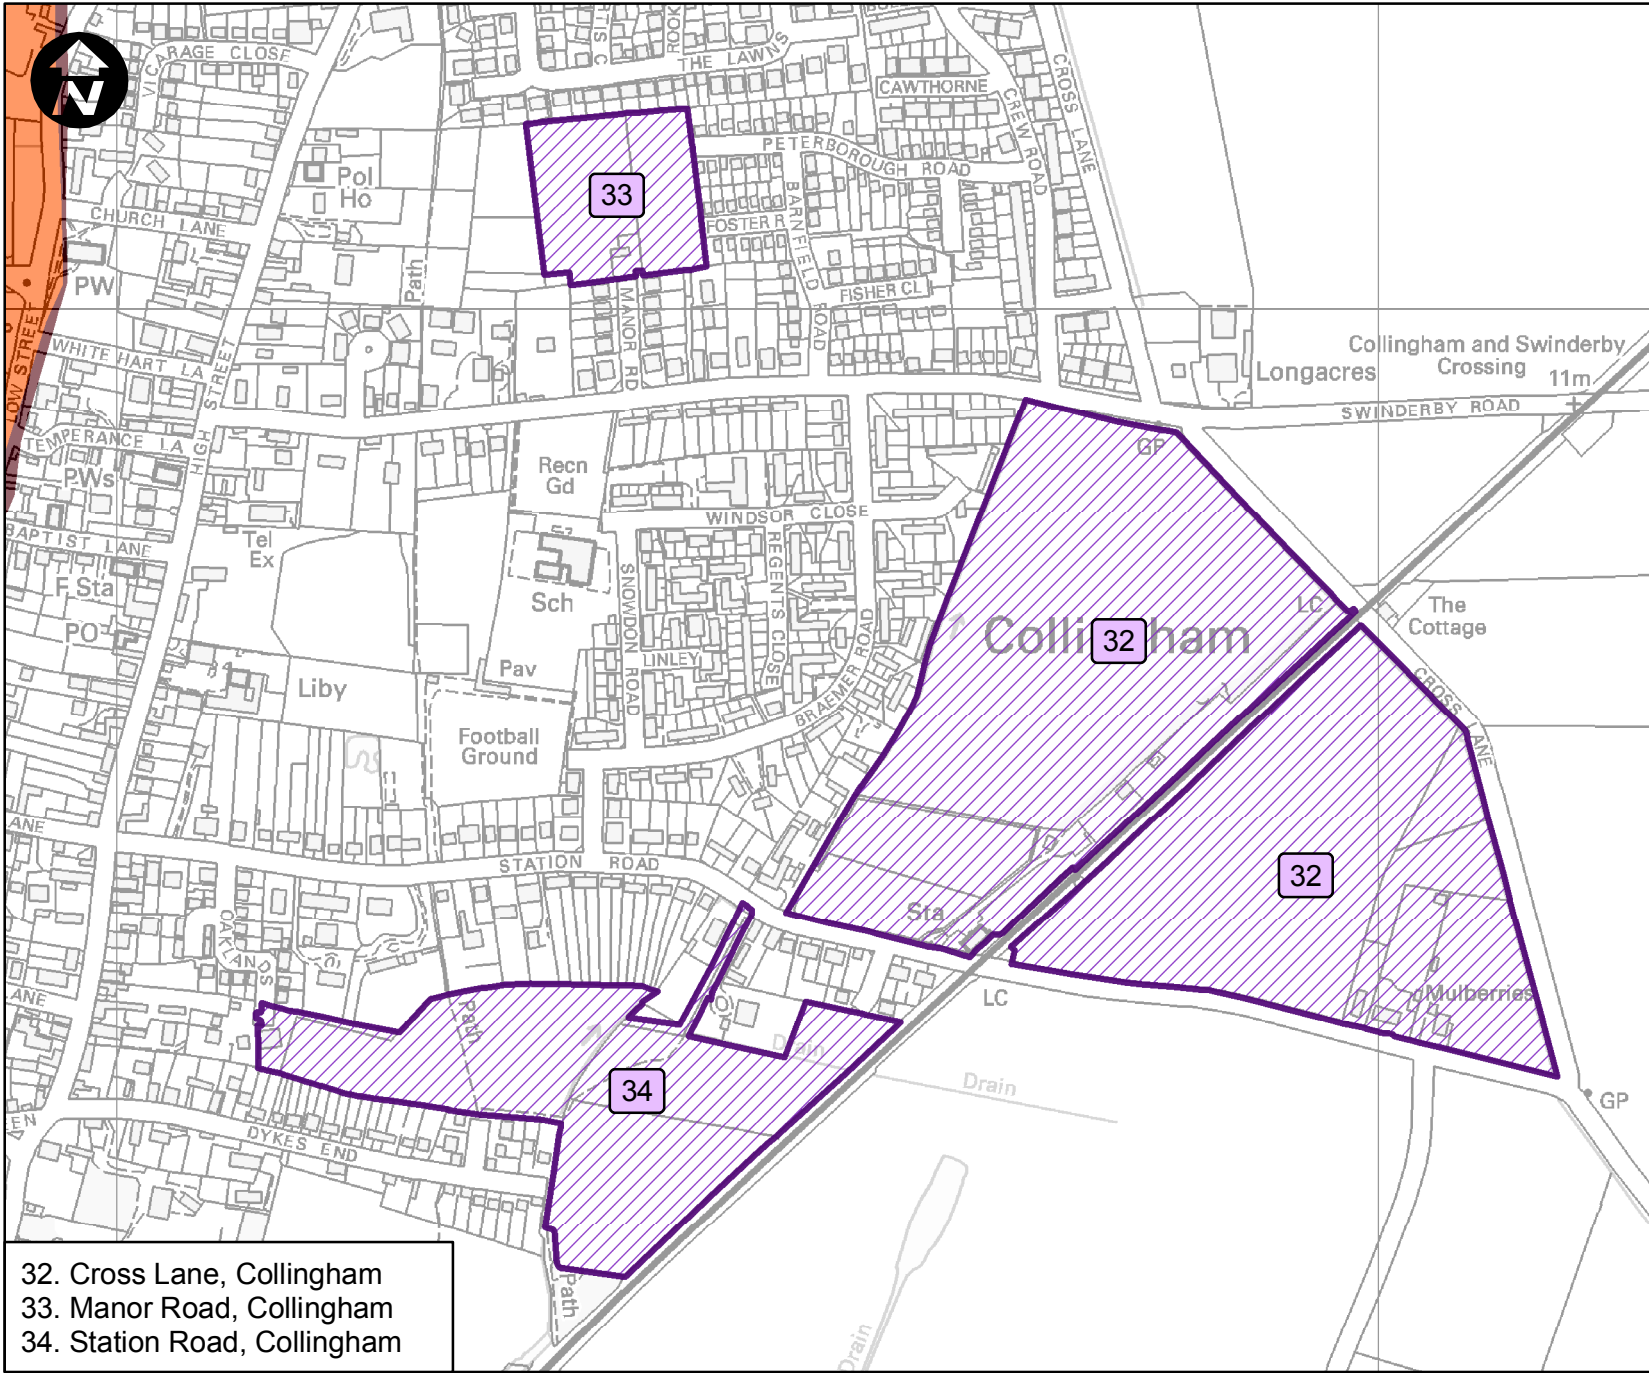 N
VICARAGE CLOSE
THE LAWNS
CAWTHORNE
CREW ROAD
CROSS LANE
Pol
Ho
33
PETERBOROUGH ROAD
CHURCH LANE
BARNFIELD ROAD
PW
Path
FISHER CL
MANOR RD
LOW STREET
WHITE HART LA
HIGH STREET
Collingham and Swinderby
Crossing
11m
Longacres
SWINDERBY ROAD
TEMPERANCE LA
PWs
Recn
Gd
GP
BAPTIST LANE
Tel
Ex
WINDSOR CLOSE
REGENTS CLOSE
F Sta
Sch
SNOWDON ROAD
LC
The
Cottage
PO
Collingham
32
LINLEY
Pav
Liby
BRAEMER ROAD
CROSS LANE
Football
Ground
ANE
STATION ROAD
32
Sta
OAKLANDS
ANE
Path
LC
Mulberries
Drain
34
Drain
GP
EEN
DYKES END
Path
Drain
32. Cross Lane, Collingham
33. Manor Road, Collingham
34. Station Road, Collingham